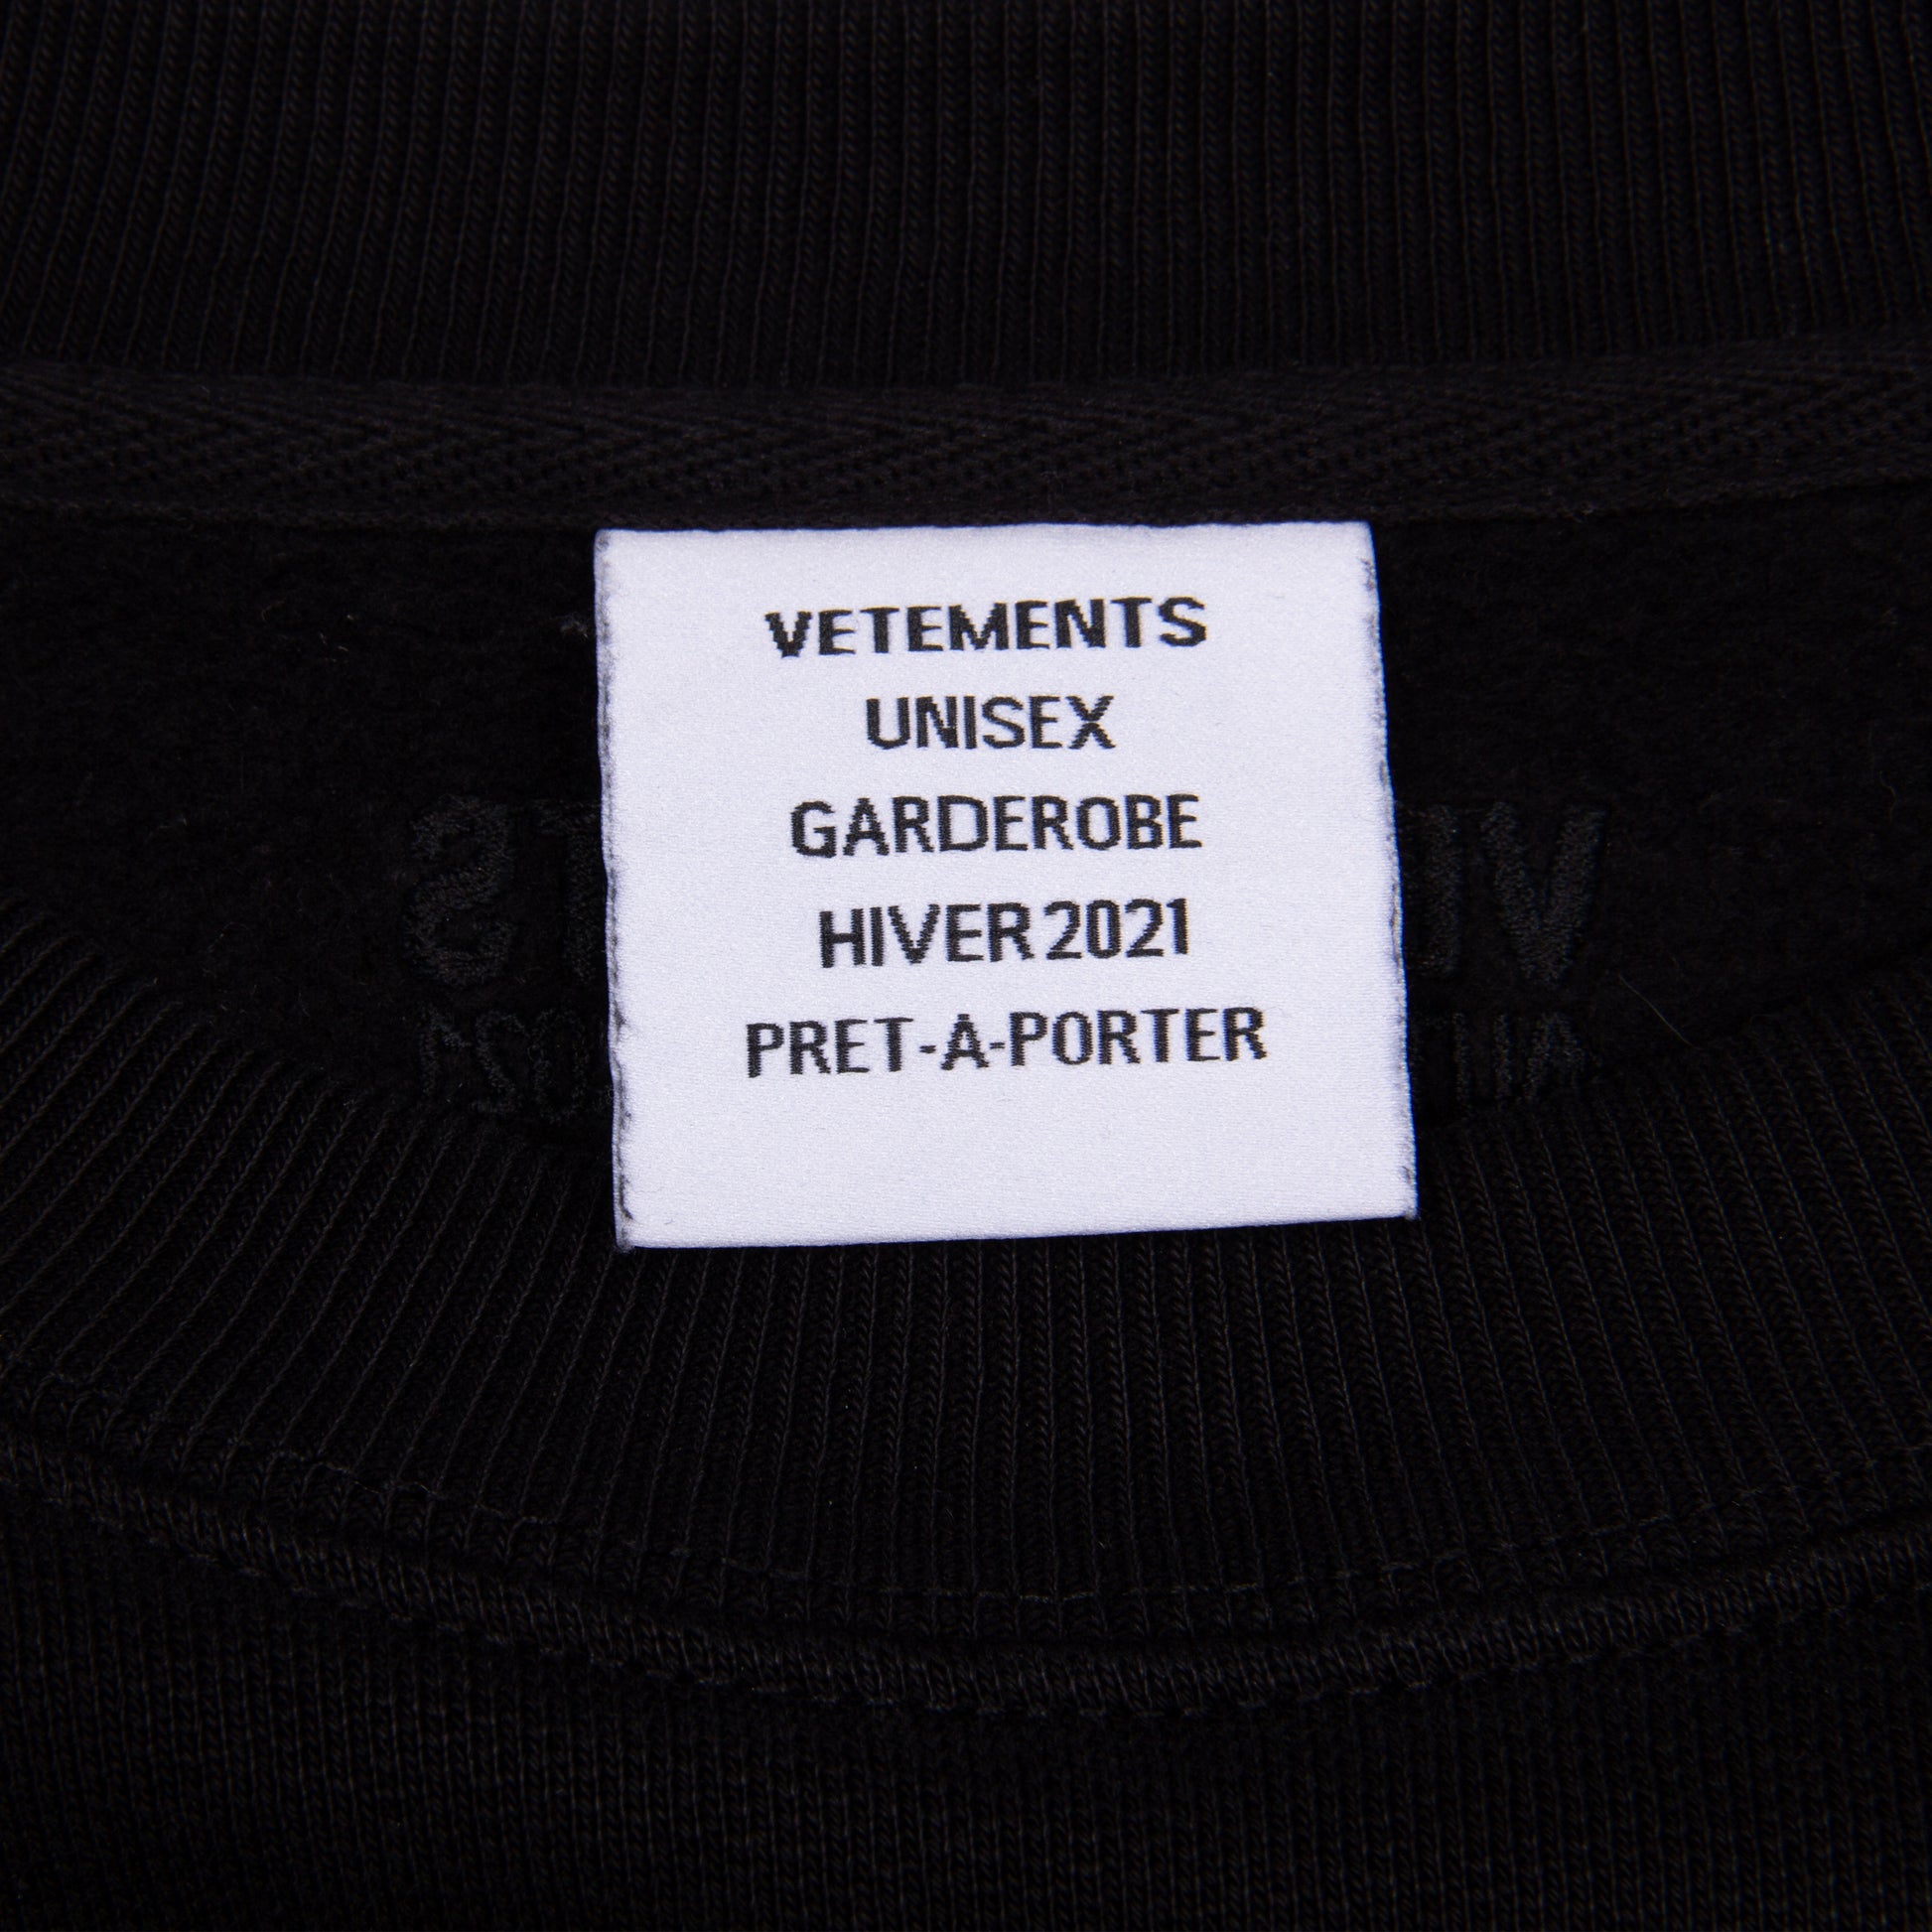 VETEMENTS
UNISEX
GARDEROBE
HIVER 2021
PRET-A-PORTER